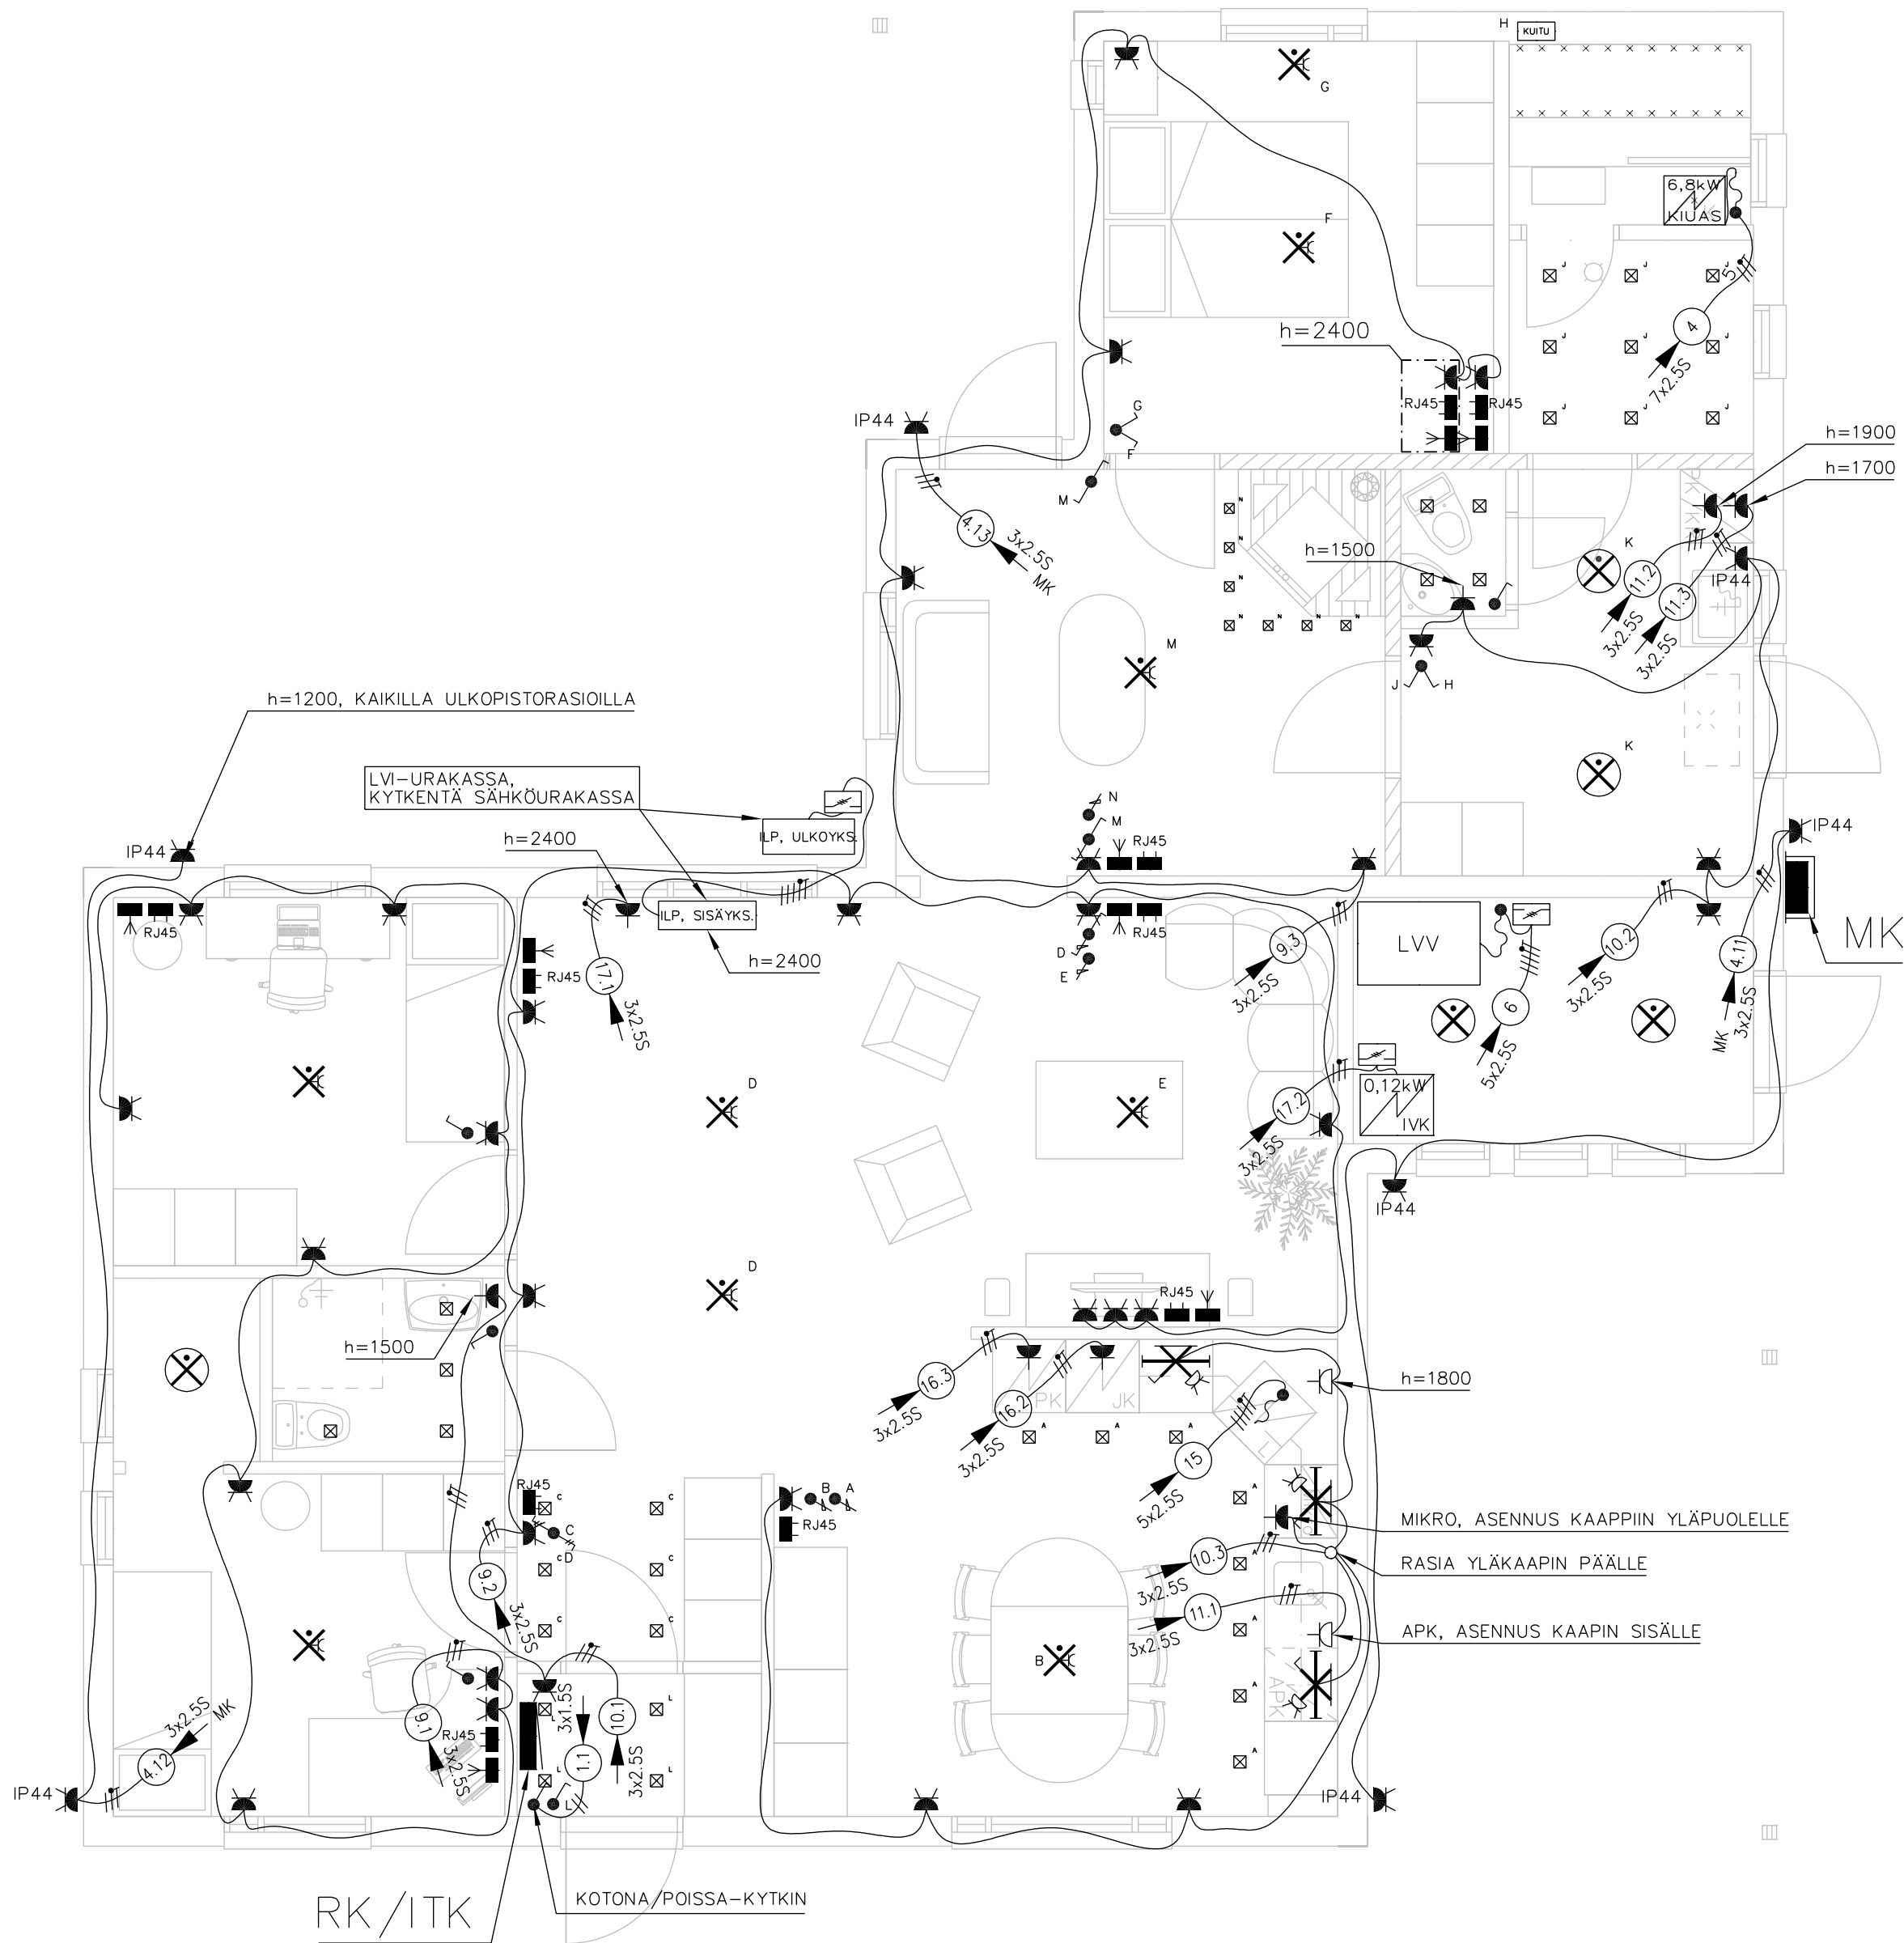 H
KUITU
G
6,8kW
KIUAS
F
J
J
J
5
h=2400
4
J
J
J
7x2.5S
RJ45
RJ45
G
IP44
J
J
J
h=1900
F
h=1700
M
N
4.13
3x2.5S
MK
N
h=1500
K
11.2
IP44
N
11.3
3x2.5S
3x2.5S
N
N
N
N
M
J
H
h=1200, KAIKILLA ULKOPISTORASIOILLA
K
LVI-URAKASSA,
KYTKENTÄ SÄHKÖURAKASSA
N
M
ILP, ULKOYKS.
RJ45
IP44
h=2400
IP44
ILP, SISÄYKS.
RJ45
RJ45
LVV
MK
D
9.3
10.2
4.11
E
h=2400
RJ45
17.1
3x2.5S
3x2.5S
3x2.5S
6
3x2.5S
MK
5x2.5S
D
E
17.2
0,12kW
IVK
3x2.5S
IP44
D
RJ45
h=1500
16.3
h=1800
PK
JK
16.2
3x2.5S
3x2.5S
A
A
A
15
5x2.5S
RJ45
C
C
B
A
A
RJ45
MIKRO, ASENNUS KAAPPIIN YLÄPUOLELLE
C
C
D
C
10.3
A
RASIA YLÄKAAPIN PÄÄLLE
9.2
3x2.5S
3x2.5S
11.1
3x2.5S
C
C
A
APK, ASENNUS KAAPIN SISÄLLE
B
APK
3x2.5S
MK
9.1
RJ45
3x2.5S
3x1.5S
L
L
10.1
A
4.12
1.1
3x2.5S
A
L
L
IP44
L
IP44
RK/ITK
KOTONA/POISSA-KYTKIN